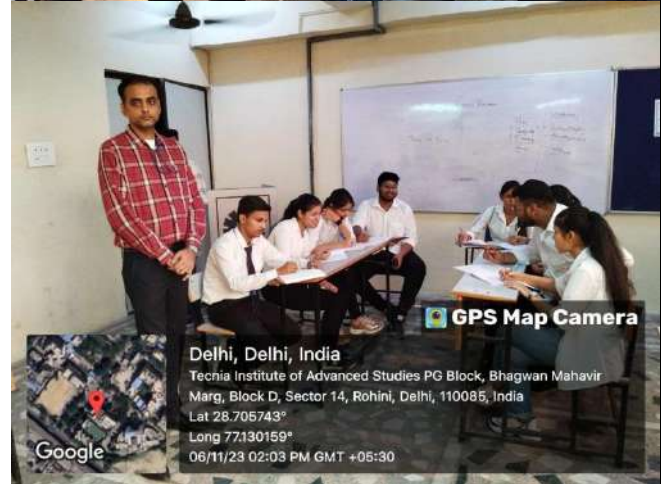 GPS Map Camera
Delhi, Delhi, India
Tecnia Institute of Advanced Studies PG Block, Bhagwan Mahavir
Marg, Block D, Sector 14, Rohini, Delhi, 110085, India
Lat 28.705743°
Long 77.130159°
06/11/23 02:03 PM GMT +05:30
Google